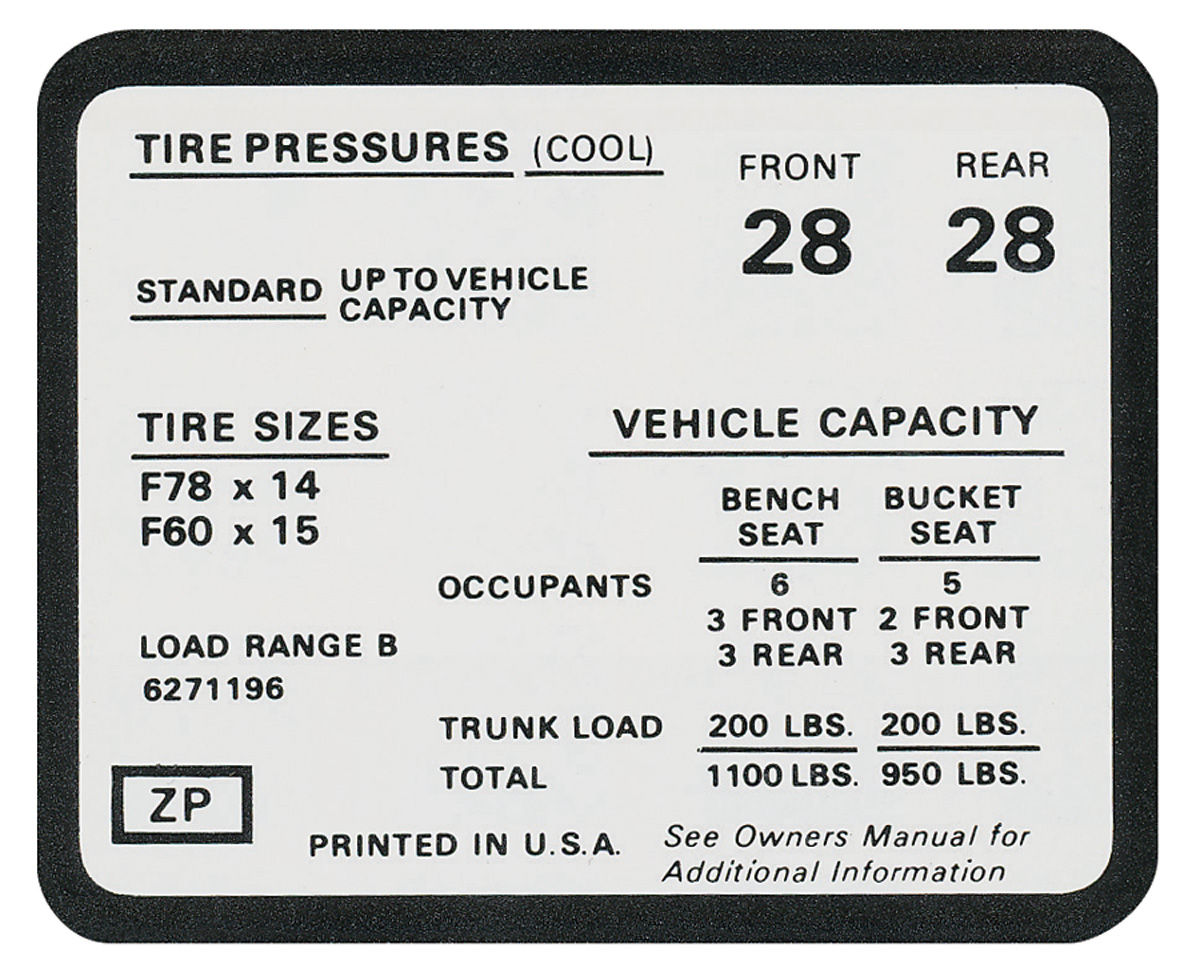 TIRE PRESSURES (COOL)
FRONT REAR
28 28
STANDARD UP TO VEHICLE
CAPACITY
TIRE SIZES
F78 x 14
F60 x 15
LOAD RANGE B
6271196
VEHICLE CAPACITY
BENCH BUCKET
SEAT SEAT
OCCUPANTS 6 5
3 FRONT 2 FRONT
3 REAR 3 REAR
TRUNK LOAD 200 LBS. 200 LBS.
TOTAL 1100 LBS. 950 LBS.
ZP
PRINTED IN U.S.A.
See Owners Manual for
Additional Information